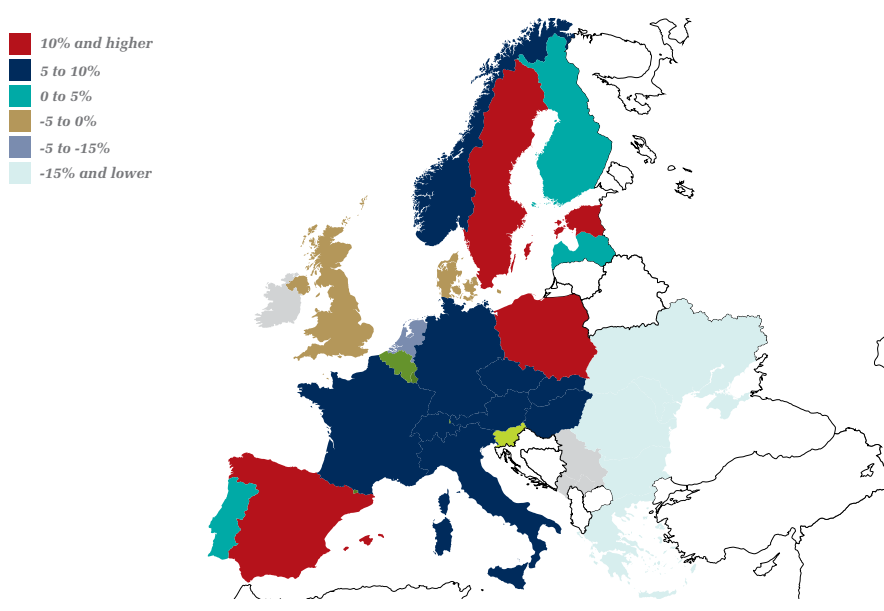 10% and higher
5 to 10%
0 to 5%
-5 to 0%
-5 to -15%
-15% and lower